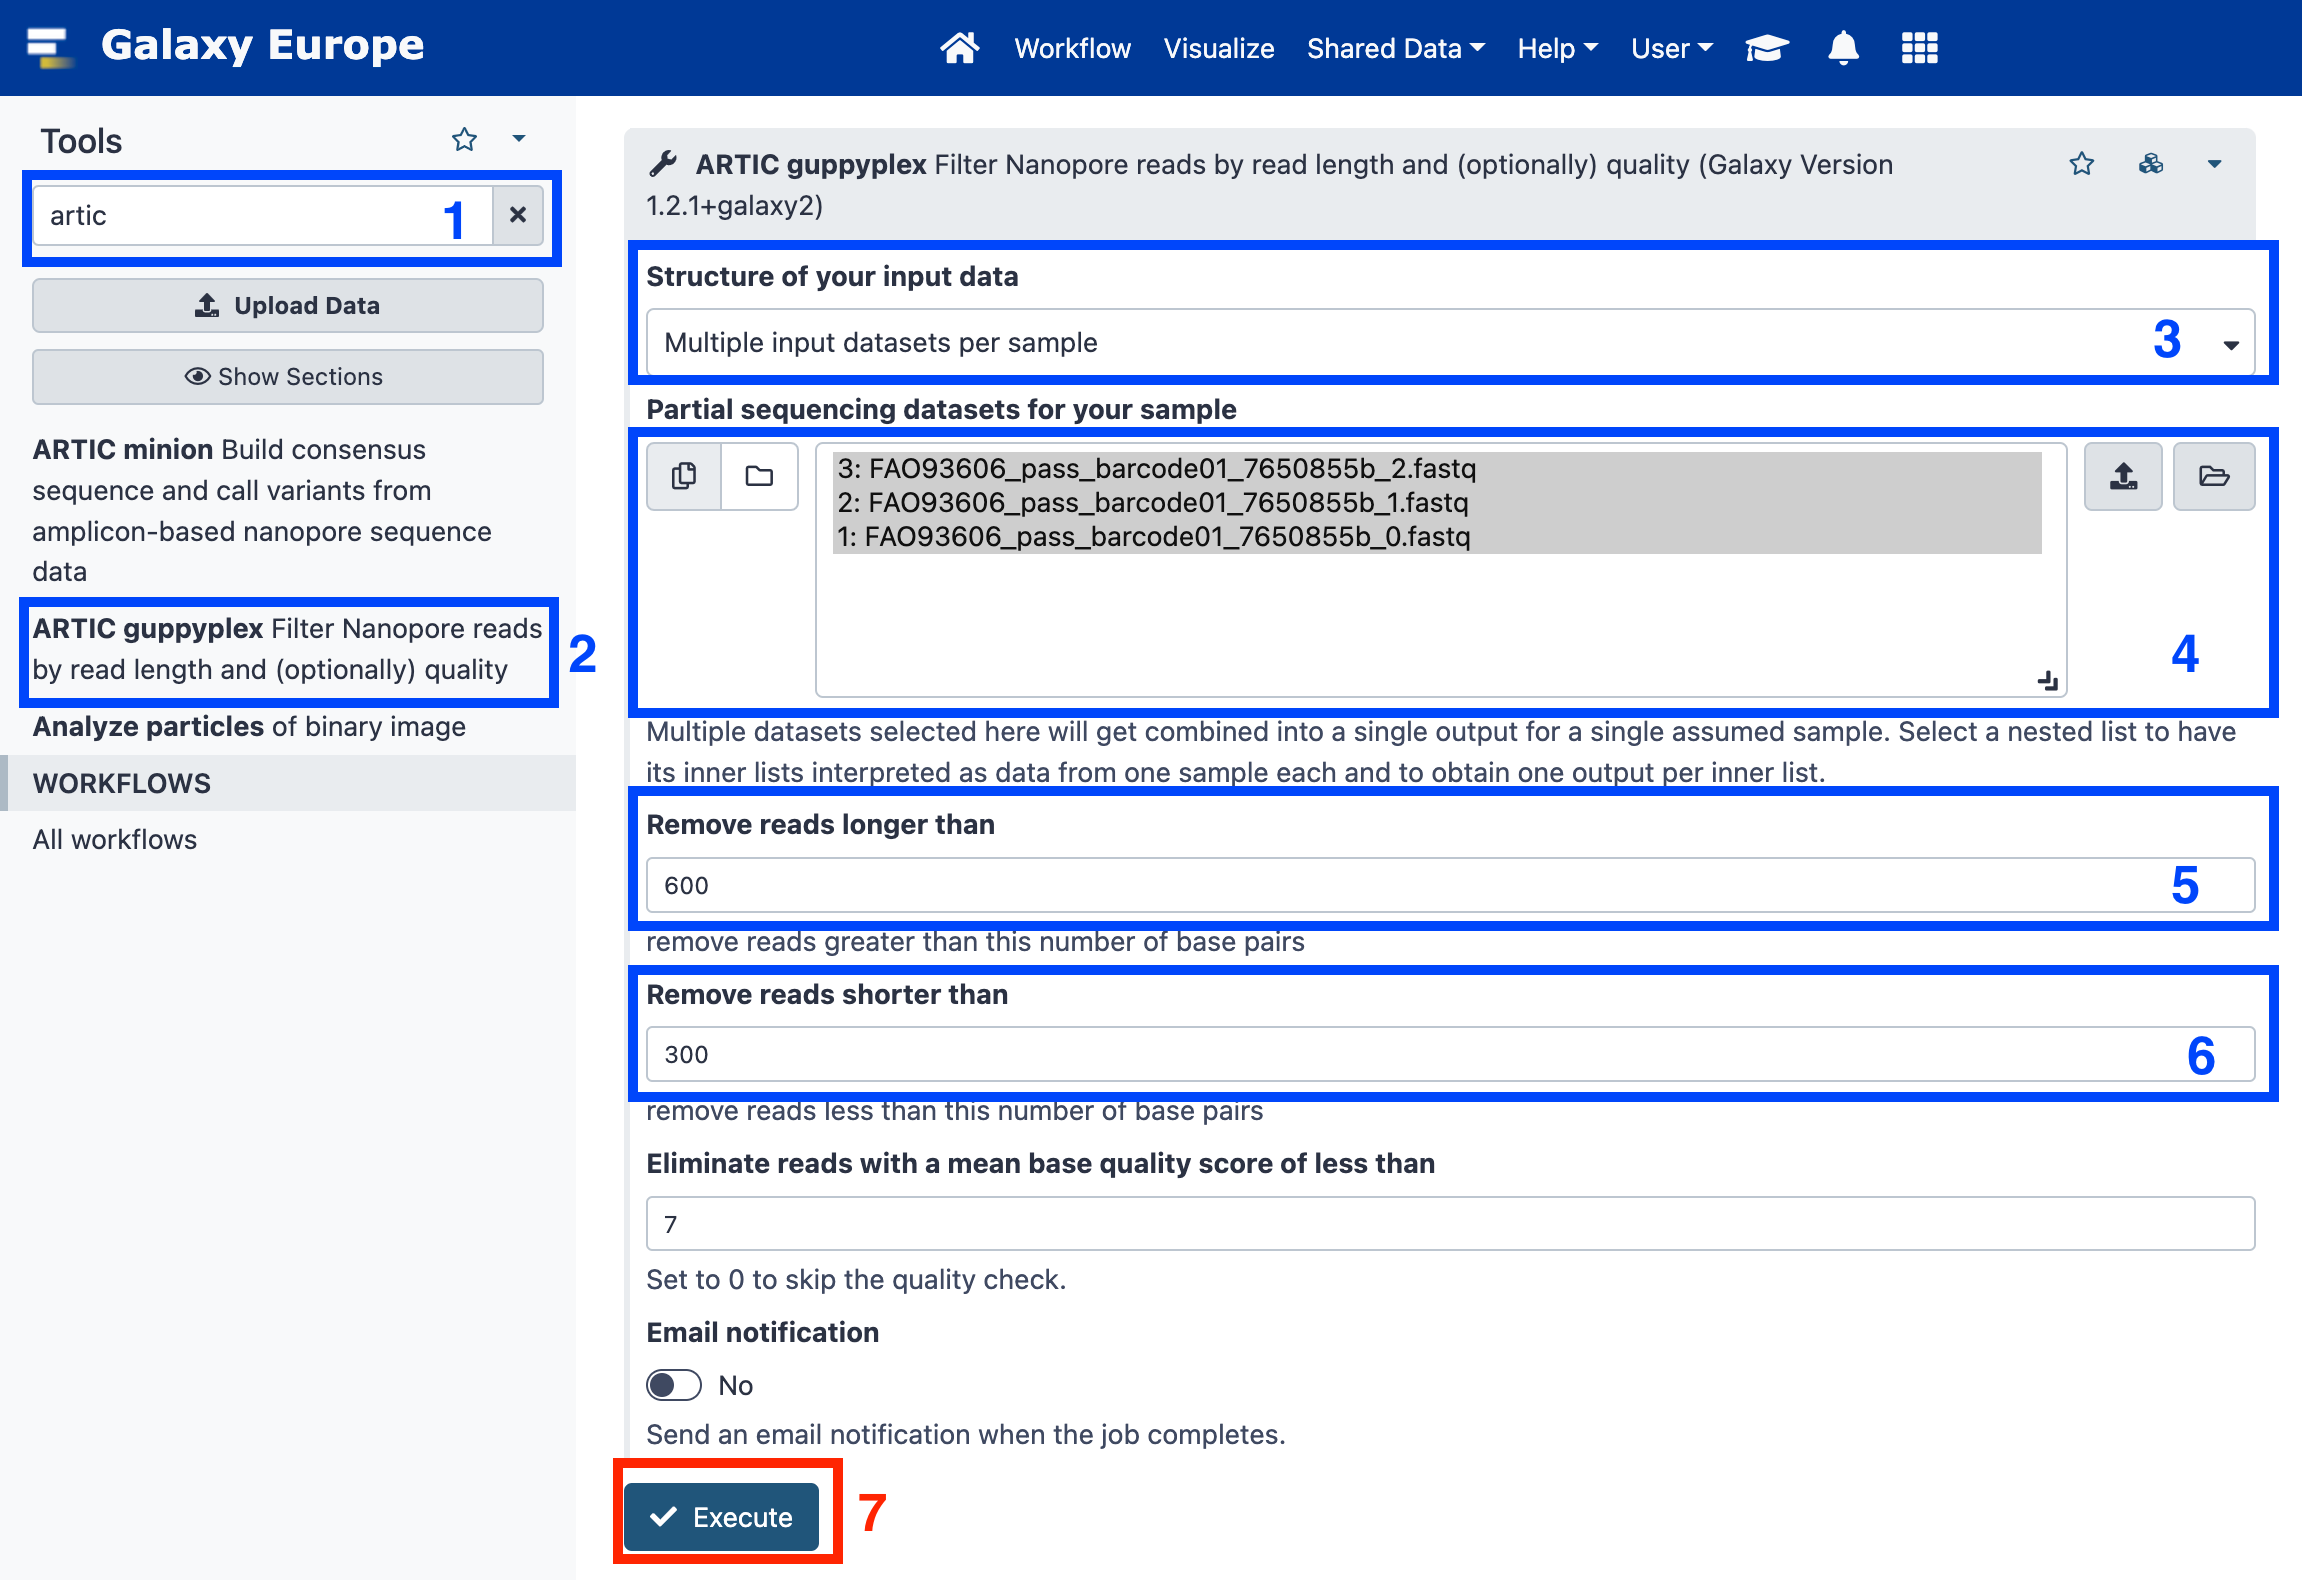 Galaxy Europe
Workflow Visualize Shared Data Help User
Tools
artic 1
Upload Data
Show Sections
ARTIC minion Build consensus
sequence and call variants from
amplicon-based nanopore sequence
data
ARTIC guppyplex Filter Nanopore reads
by read length and (optionally) quality
2
Analyze particles of binary image
WORKFLOWS
All workflows
ARTIC guppyplex Filter Nanopore reads by read length and (optionally) quality (Galaxy Version
1.2.1+galaxy2)
Structure of your input data
Multiple input datasets per sample 3
Partial sequencing datasets for your sample
3: FAO93606_pass_barcode01_7650855b_2.fastq
2: FAO93606_pass_barcode01_7650855b_1.fastq
1: FAO93606_pass_barcode01_7650855b_0.fastq
4
Multiple datasets selected here will get combined into a single output for a single assumed sample. Select a nested list to have
its inner lists interpreted as data from one sample each and to obtain one output per inner list.
Remove reads longer than
600 5
remove reads greater than this number of base pairs
Remove reads shorter than
300 6
remove reads less than this number of base pairs
Eliminate reads with a mean base quality score of less than
7
Set to 0 to skip the quality check.
Email notification
No
Send an email notification when the job completes.
Execute 7